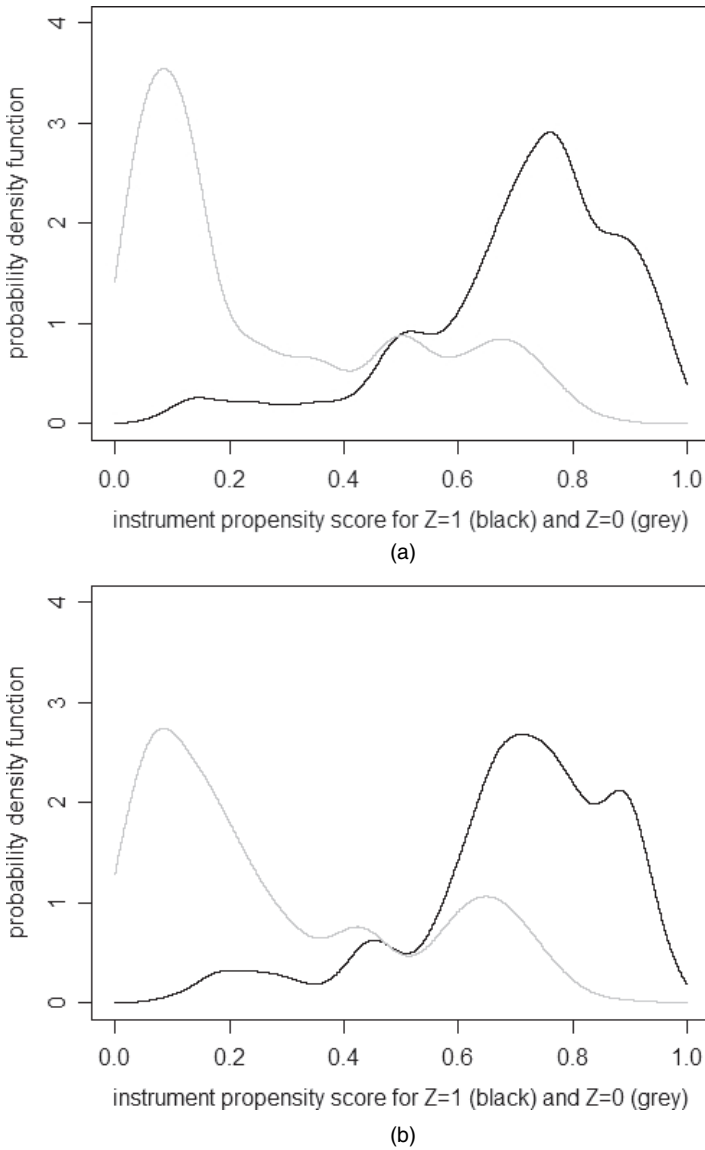 probability density function
4
3
2
1
0
0.0 0.2 0.4 0.6 0.8 1.0
instrument propensity score for Z=1 (black) and Z=0 (grey)
(a)
probability density function
4
3
2
1
0
0.0 0.2 0.4 0.6 0.8 1.0
instrument propensity score for Z=1 (black) and Z=0 (grey)
(b)